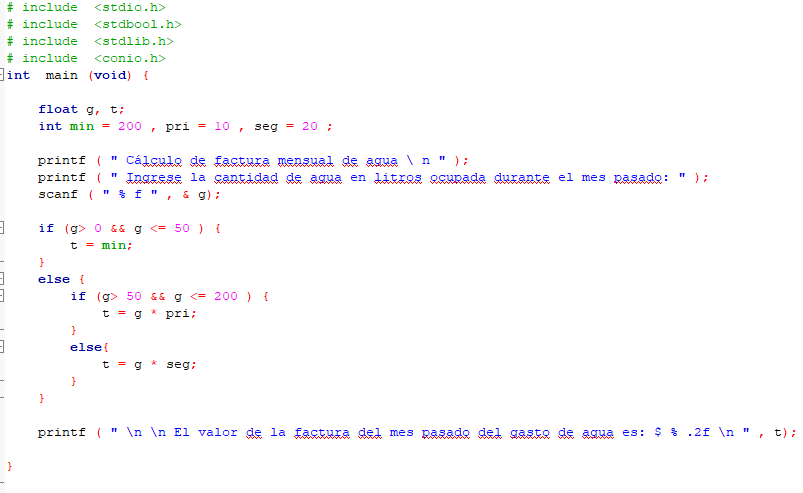 # include  <stdio.h>
# include  <stdbool.h>
# include  <stdlib.h>
# include  <conio.h>
int  main (void) {
float g, t;
int min = 200 , pri = 10 , seg = 20 ;
printf ( " Cálculo de factura mensual de agua \ n " );
printf ( " Ingrese la cantidad de agua en litros ocupada durante el mes pasado: " );
scanf ( " % f " , & g);
if (g> 0 && g <= 50 ) {
t = min;
}
else {
if (g> 50 && g <= 200 ) {
t = g * pri;
}
else{
t = g * seg;
}
}
printf ( " \n \n El valor de la factura del mes pasado del gasto de agua es: $ % .2f \n " , t);
}